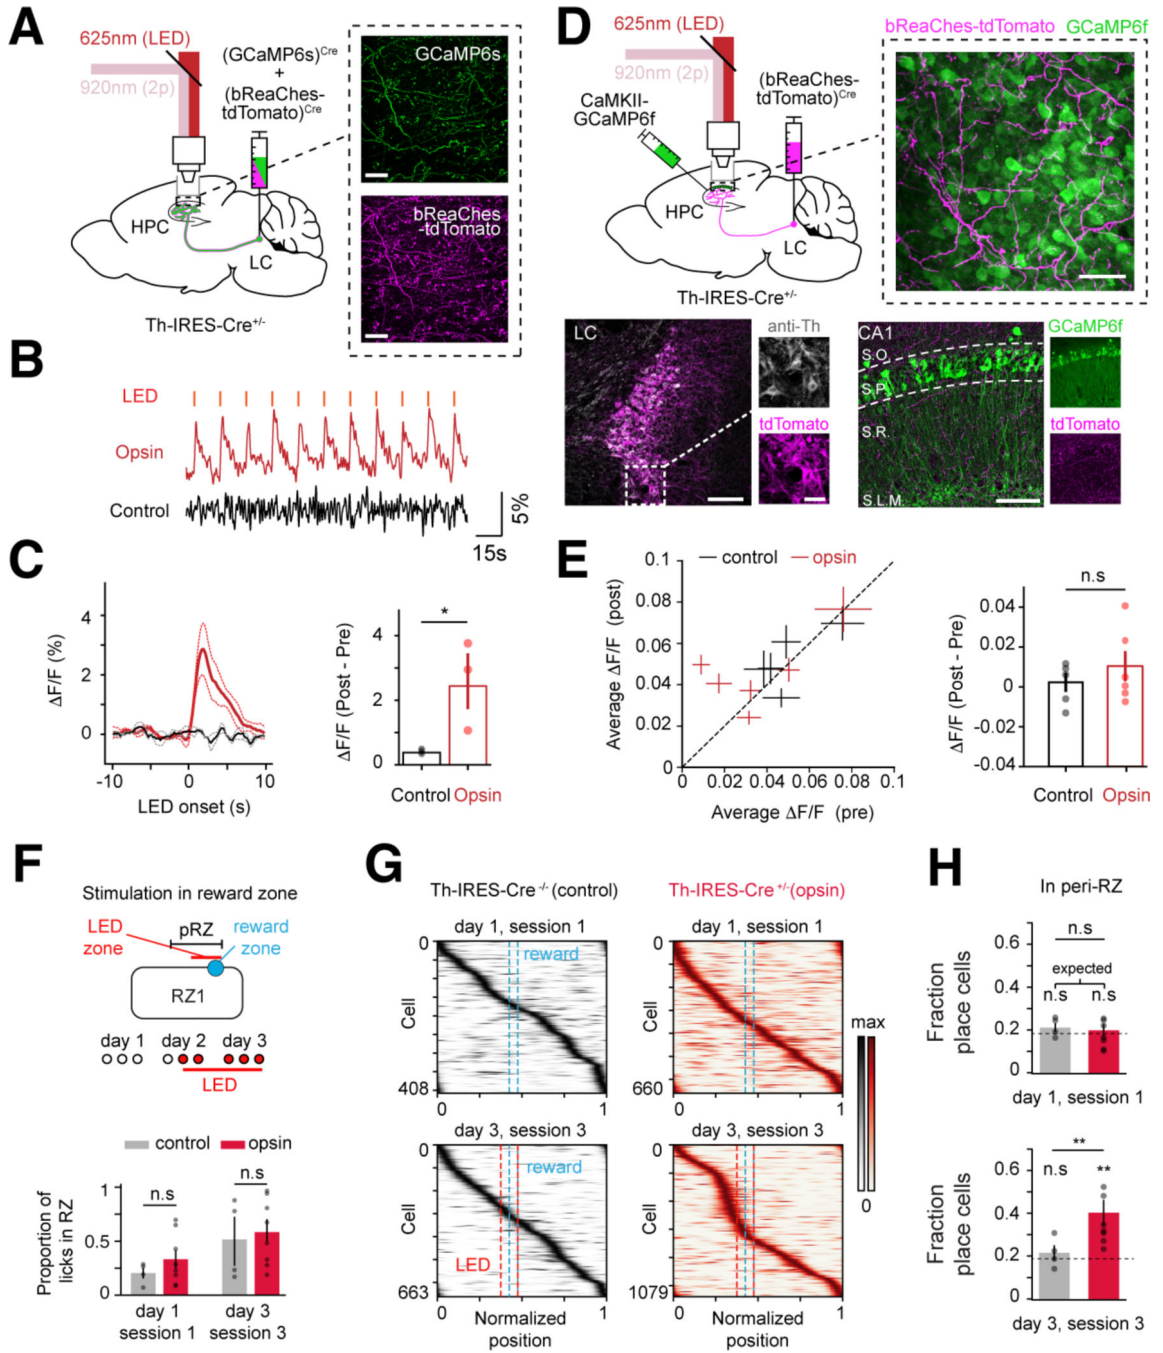 A
625nm (LED)
920nm (2p)
(GCaMP6s)Cre
+
(bReaChes-
tdTomato)Cre
HPC
LC
Th-IRES-Cre+/-
GCaMP6s
bReaChes
-tdTomato
B
LED
Opsin
Control
5%
15s
C
ΔF/F (%)
4
2
0
-10
0
10
LED onset (s)
ΔF/F (Post - Pre)
4
2
0
*
Control
Opsin
D
625nm (LED)
920nm (2p)
CaMKII-
GCaMP6f
(bReaChes-
tdTomato)Cre
HPC
LC
Th-IRES-Cre+/-
bReaChes-tdTomato GCaMP6f
LC
anti-Th
tdTomato
CA1
S.O.
S.P.
S.R.
S.L.M.
GCaMP6f
tdTomato
E
control
opsin
Average ΔF/F (post)
0.1
0.08
0.06
0.04
0.02
0
0.02
0.04
0.06
0.08
0.1
Average ΔF/F (pre)
ΔF/F (Post - Pre)
n.s
0.04
0.02
0
-0.02
-0.04
Control
Opsin
F
Stimulation in reward zone
LED
zone
pRZ
reward
zone
RZ1
day 1
day 2
day 3
LED
control
opsin
Proportion of
licks in RZ
1
0.5
0
n.s
n.s
day 1
session 1
day 3
session 3
G
Th-IRES-Cre -/- (control)
Th-IRES-Cre +/- (opsin)
day 1, session 1
day 1, session 1
0
Cell
408
reward
0
1
0
Cell
660
0
1
day 3, session 3
day 3, session 3
0
Cell
663
reward
LED
0
1
Normalized
position
0
Cell
1079
0
1
Normalized
position
max
0
H
In peri-RZ
Fraction
place cells
0.6
0.4
0.2
0
n.s
expected
n.s
n.s
day 1, session 1
Fraction
place cells
0.6
0.4
0.2
0
**
n.s
**
day 3, session 3